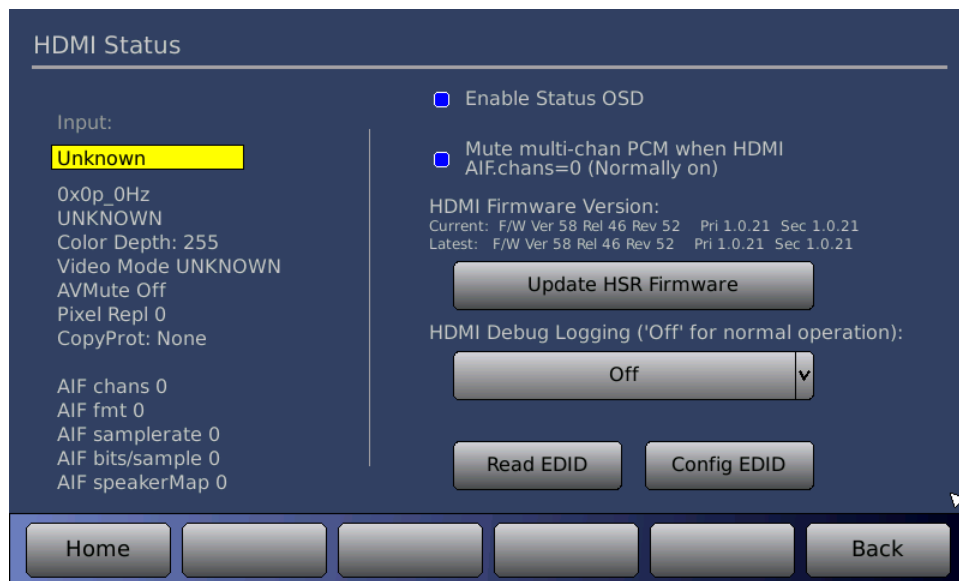 HDMI Status
Input:
Unknown
0x0p_0Hz
UNKNOWN
Color Depth: 255
Video Mode UNKNOWN
AVMute Off
Pixel Repl 0
CopyProt: None
AIF chans 0
AIF fmt 0
AIF samplerate 0
AIF bits/sample 0
AIF speakerMap 0
Enable Status OSD
Mute multi-chan PCM when HDMI
AIF.chans=0 (Normally on)
HDMI Firmware Version:
Current: F/W Ver 58 Rel 46 Rev 52 Pri 1.0.21 Sec 1.0.21
Latest: F/W Ver 58 Rel 46 Rev 52 Pri 1.0.21 Sec 1.0.21
Update HSR Firmware
HDMI Debug Logging ('Off' for normal operation):
Off
Read EDID
Config EDID
Home
Back